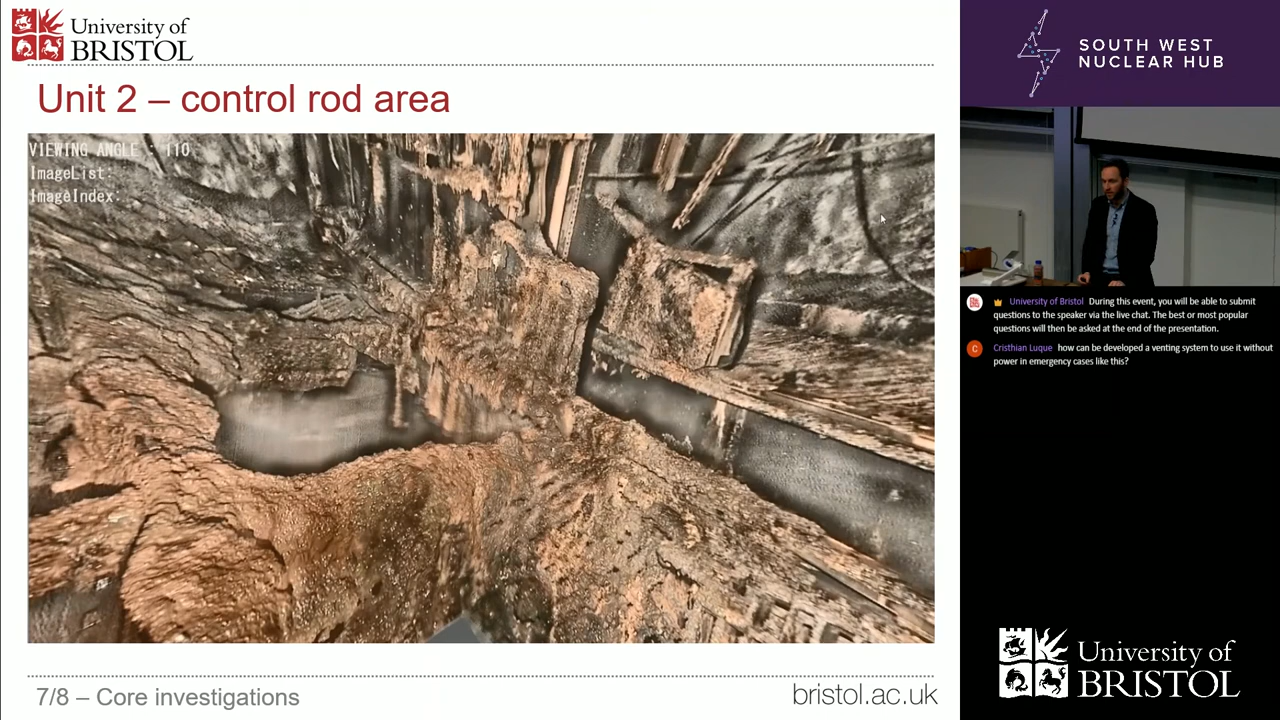 University of
BRISTOL
Unit 2 – control rod area
VIEWING ANGLE : 110
ImageList:
ImageIndex:
7/8 – Core investigations
bristol.ac.uk
SOUTH WEST
NUCLEAR HUB
University of Bristol During this event, you will be able to submit
questions to the speaker via the live chat. The best or most popular
questions will then be asked at the end of the presentation.
C
Cristhian Luque how can be developed a venting system to use it without
power in emergency cases like this?
University of
BRISTOL